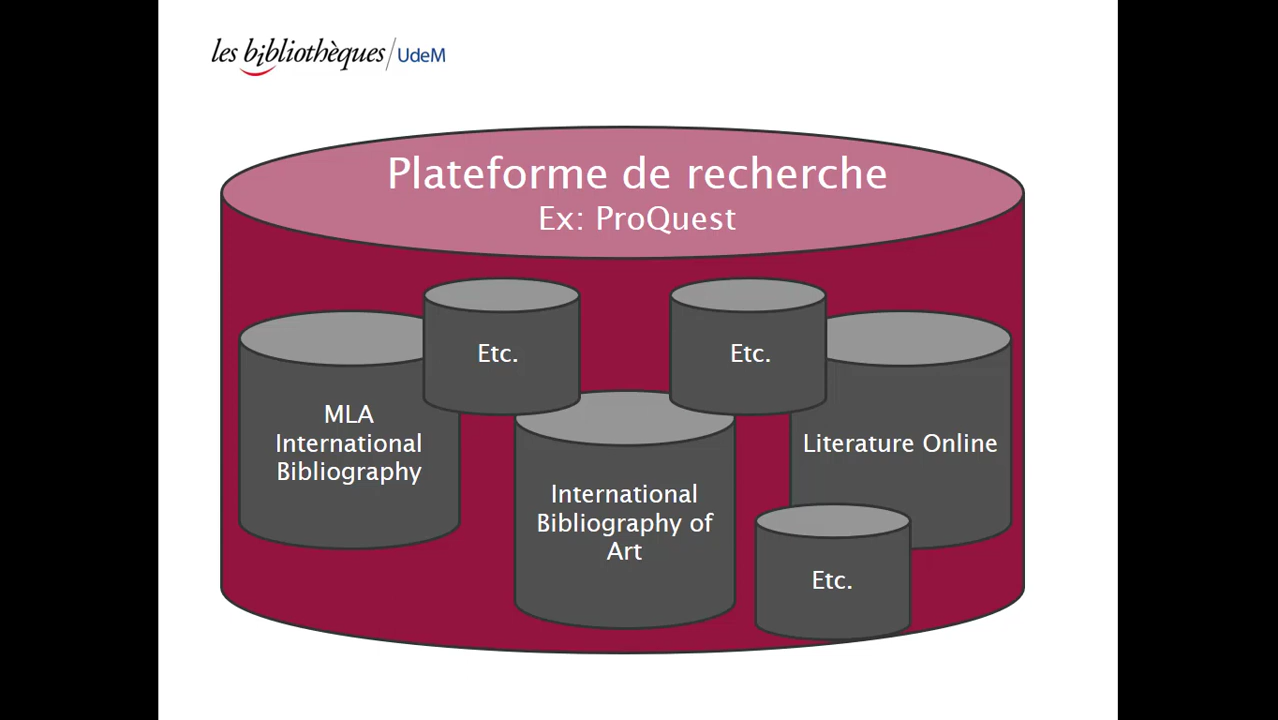 les bibliothèques/UdeM
Plateforme de recherche
Ex: ProQuest
Etc.
Etc.
MLA
International
Bibliography
Literature Online
International
Bibliography of
Art
Etc.